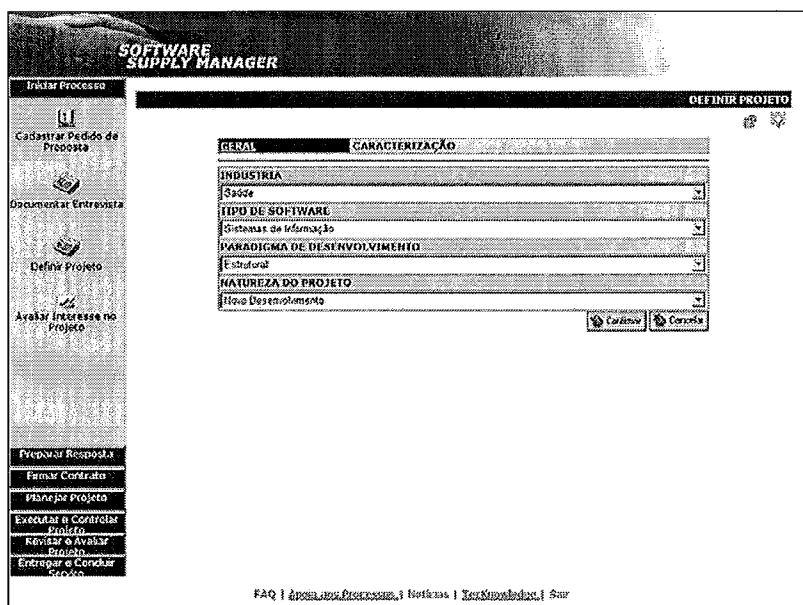 SOFTWARE
SUPPLY MANAGER
Iniciar Processo
DEFINIR PROJETO
Cadastrar Pedido de
Proposta
Documentar Entrevista
Definir Projeto
Avaliar Interesse no
Projeto
GERAL CARACTERIZAÇÃO
INDUSTRIA
Saúde
TIPO DE SOFTWARE
Sistemas de Informação
PARADIGMA DE DESENVOLVIMENTO
Estrutural
NATUREZA DO PROJETO
Novo Desenvolvimento
Confirmar Cancelar
Preparar Resposta
Firmar Contrato
Planejar Projeto
Executar e Controlar
Projeto
Revisar e Avaliar
Projeto
Entregar e Concluir
Serviço
FAQ | Apoio aos Processos | Notícias | | Sair